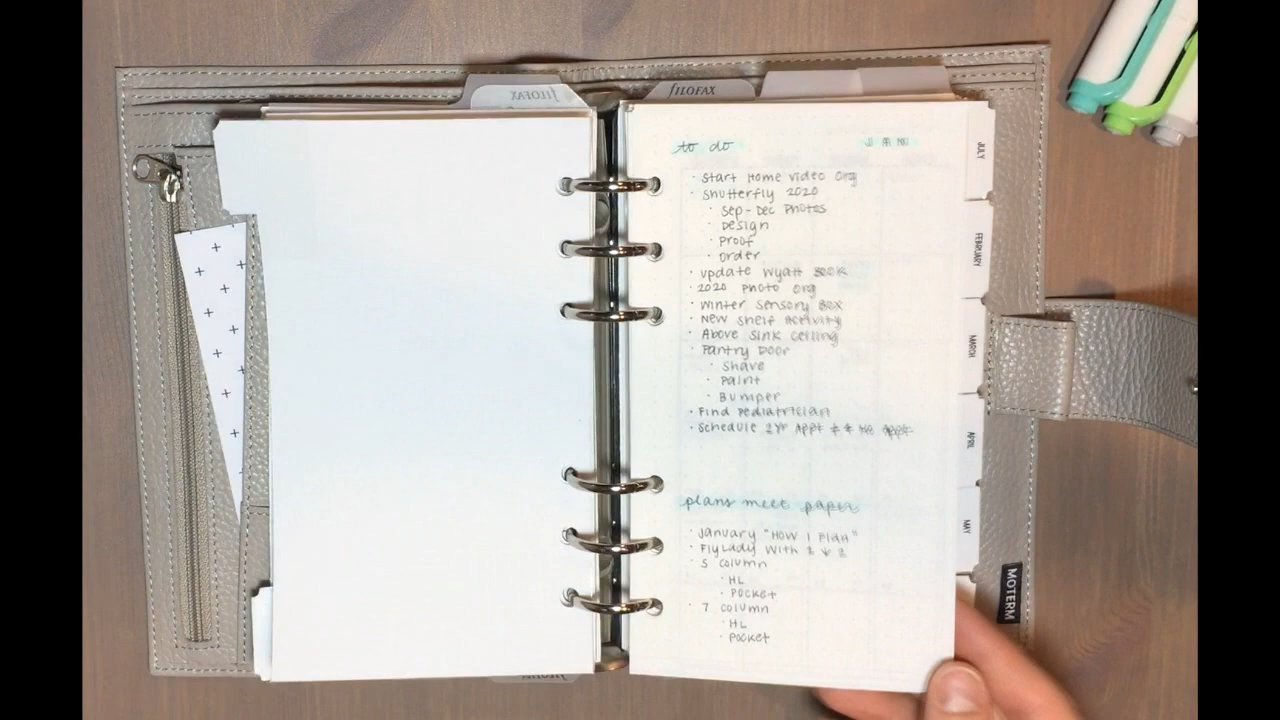 FILOFAX
FILOFAX
to do
JAN
· Start Home Video Org
· Shutterfly 2020
· Sep-Dec Photos
· Design
· Proof
· Order
· Update Wyatt Book
· 2020 Photo Org
· Winter Sensory Box
· New Shelf Activity
· Above Sink Ceiling
· Pantry Door
· Shave
· Paint
· Bumper
· Find Pediatrician
· Schedule 2yr Appt
plans meet paper
· January "How I Plan"
· FlyLady With
· 5 Column
· HL
· Pocket
· 7 Column
· HL
· Pocket
JULY
FEBRUARY
MARCH
APRIL
MAY
MOTERM
FILOFAX